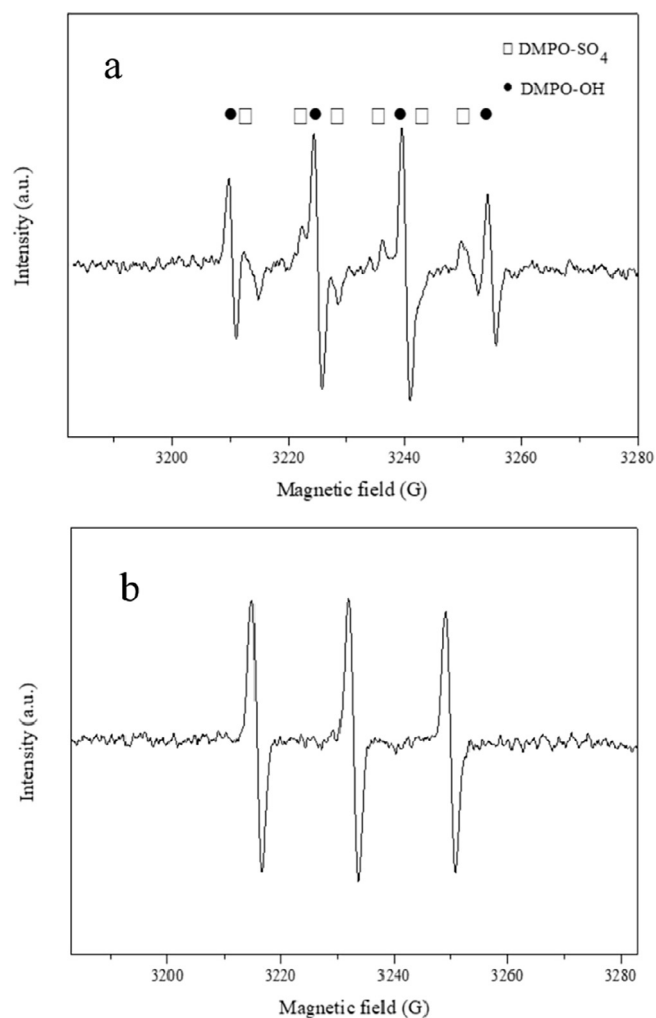 a
□ DMPO-SO4
● DMPO-OH
Intensity (a.u.)
3200 3220 3240 3260 3280
Magnetic field (G)
b
Intensity (a.u.)
3200 3220 3240 3260 3280
Magnetic field (G)